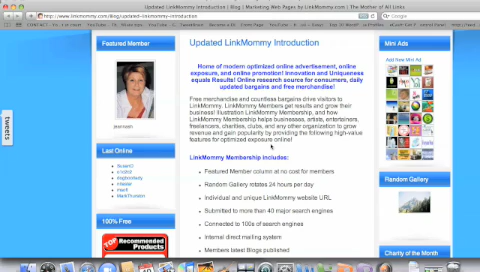 Updated LinkMommy Introduction | Blog | Marketing Web Pages by LinkMommy.com | The Mother of All Links
http://www.linkmommy.com/blog/updated-linkmommy-introduction
Google
Featured Member
jeanteah
Last Online
MarkThurston
100% Free
TOP Recommended Products
tweets
Updated LinkMommy Introduction
Home of modern optimized online advertisement, online
exposure, and online promotion! Innovation and Uniqueness
equals Results! Online research source for consumers, daily
updated bargains and free merchandise!
Free merchandise and countless bargains drive visitors to
LinkMommy. LinkMommy Members get results and grow their
business! Illustration LinkMommy Membership, and how
LinkMommy Membership helps businesses, artists, entertainers,
freelancers, charities, clubs, and any other organization to grow
revenue and gain popularity by providing the following high-value
features for optimized exposure online!
LinkMommy Membership Includes:
• Featured Member column at no cost for members
• Random Gallery rotates 24 hours per day
• Individual and unique LinkMommy website URL
• Submitted to more than 40 major search engines
• Connected to 100s of search engines
• Internal direct mailing system
• Members latest Blogs published
Mini Ads
Add free Mini Ad
Random Gallery
Charity of the Month